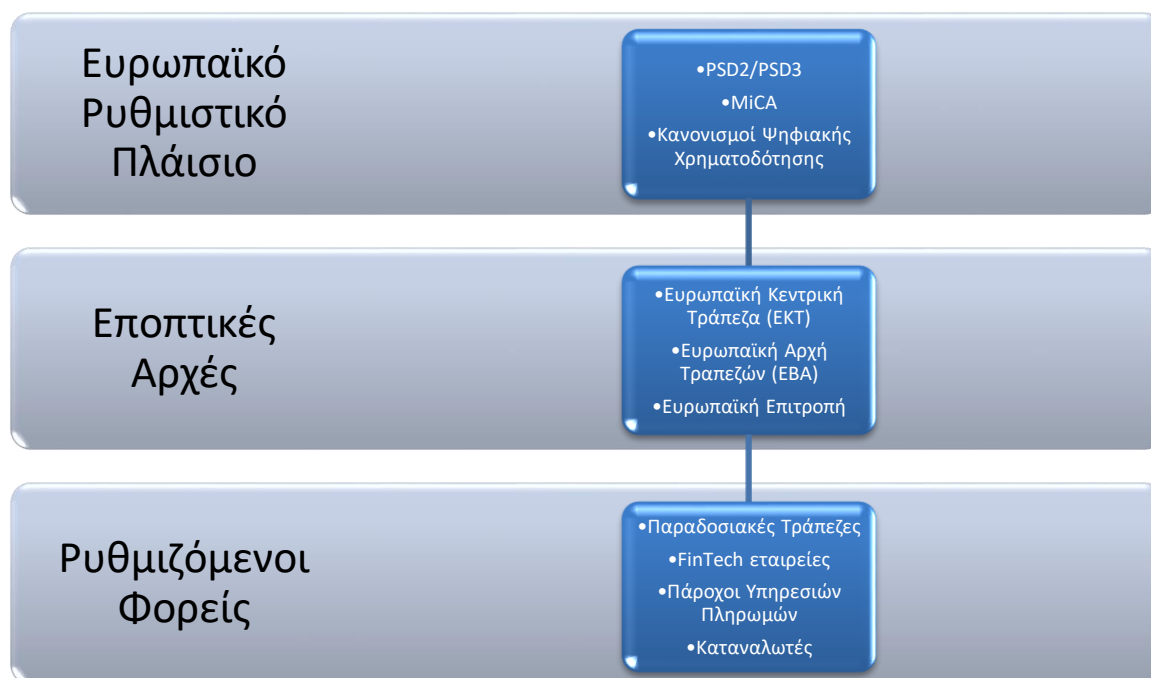 Ευρωπαϊκό
Ρυθμιστικό
Πλάισιο
•PSD2/PSD3
•MiCA
•Κανονισμοί Ψηφιακής
Χρηματοδότησης
Εποπτικές
Αρχές
•Ευρωπαϊκή Κεντρική
Τράπεζα (ΕΚΤ)
•Ευρωπαϊκή Αρχή
Τραπεζών (EBA)
•Ευρωπαϊκή Επιτροπή
Ρυθμιζόμενοι
Φορείς
•Παραδοσιακές Τράπεζες
•FinTech εταιρείες
•Πάροχοι Υπηρεσιών
Πληρωμών
•Καταναλωτές